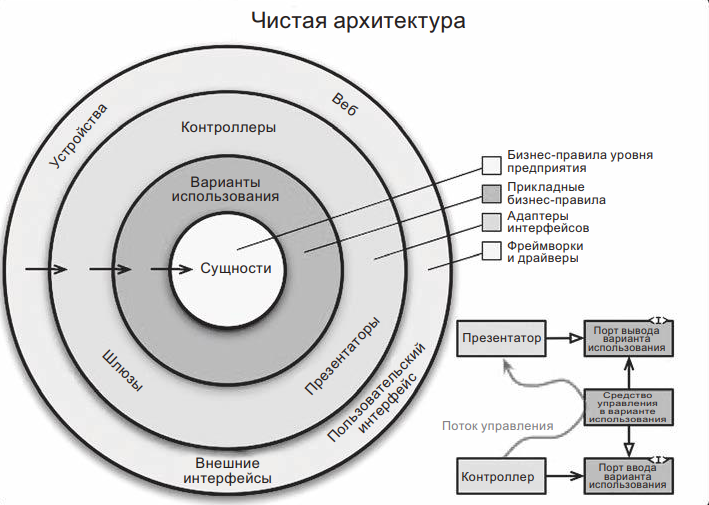 Чистая архитектура
Устройства
Веб
Контроллеры
Варианты
использования
Сущности
Шлюзы
Презентаторы
Пользовательский
интерфейс
Внешние
интерфейсы
Бизнес-правила уровня
предприятия
Прикладные
бизнес-правила
Адаптеры
интерфейсов
Фреймворки
и драйверы
Презентатор
<I>
Порт вывода
варианта
использования
Средство
управления
в варианте
использования
Поток управления
Контроллер
<I>
Порт ввода
варианта
использования